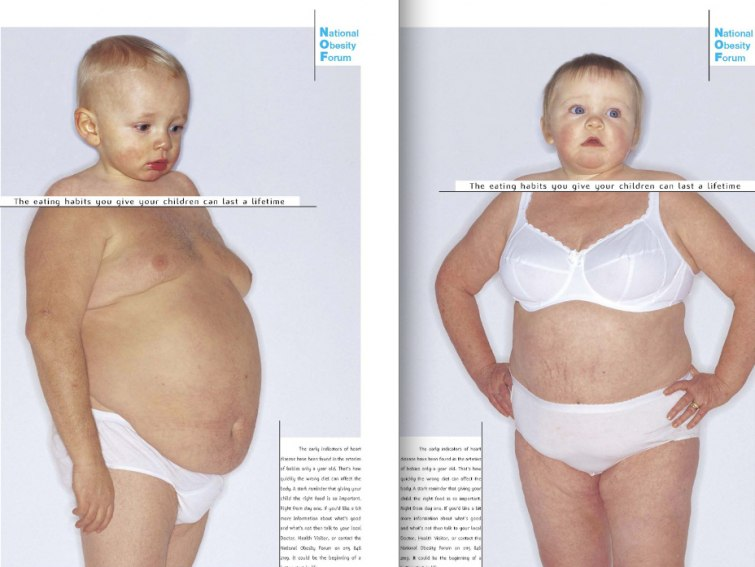 National
Obesity
Forum
The eating habits you give your children can last a lifetime
The early indicators of heart
disease have been found in the arteries
of babies only a year old. That's how
quickly the wrong diet can affect the
body. A stark reminder that giving your
child the right food is so important.
Right from day one. If you'd like a bit
more information about what's good
and what's not then talk to your local
Doctor, Health Visitor, or contact the
National Obesity Forum on
ing. It could be the beginning of a
National
Obesity
Forum
The eating habits you give your children can last a lifetime
The early indicators of heart
disease have been found in the arteries
of babies only a year old. That's how
quickly the wrong diet can affect the
body. A stark reminder that giving your
child the right food is so important.
Right from day one. If you'd like a bit
more information about what's good
and what's not then talk to your local
Doctor, Health Visitor, or contact the
National Obesity Forum on
ing. It could be the beginning of a